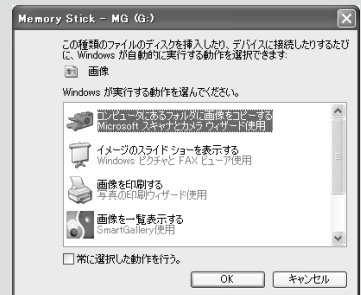 Memory Stick - MG (G:)
この種類のファイルのディスクを挿入したり、デバイスに接続したりするたび
に、Windows が自動的に実行する動作を選択できます:
画像
Windows が実行する動作を選んでください。
コンピュータにあるフォルダに画像をコピーする
Microsoft スキャナとカメラ ウィザード使用
イメージのスライド ショーを表示する
Windows ピクチャと FAX ビューア使用
画像を印刷する
写真の印刷ウィザード使用
画像を一覧表示する
SmartGallery使用
常に選択した動作を行う。
OK
キャンセル